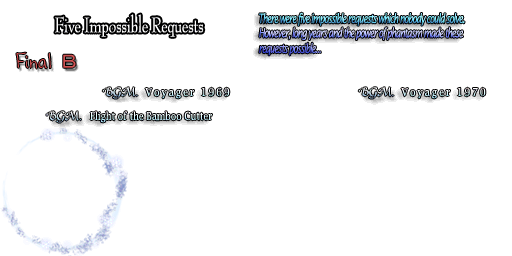 Five Impossible Requests
There were five impossible requests which nobody could solve.
However, long years and the power of phantasm made these
requests possible...
Final B
BGM. Voyager 1969
BGM. Voyager 1970
BGM. Flight of the Bamboo Cutter